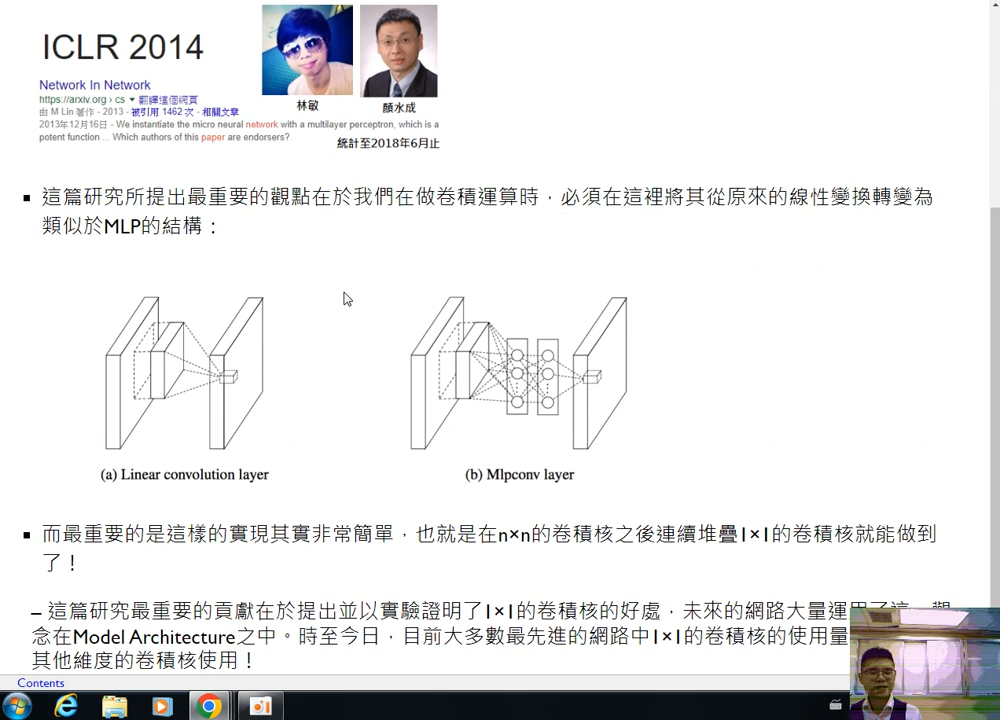 ICLR 2014
Network In Network
https://arxiv.org › cs ▼ 翻譯這個網頁
由 M Lin 著作 - 2013 - 被引用 1462 次 - 相關文章
2013年12月16日 - We instantiate the micro neural network with a multilayer perceptron, which is a
potent function ... Which authors of this paper are endorsers?
林敏
顏水成
統計至2018年6月止
▪ 這篇研究所提出最重要的觀點在於我們在做卷積運算時，必須在這裡將其從原來的線性變換轉變為
類似於MLP的結構：
(a) Linear convolution layer
(b) Mlpconv layer
▪ 而最重要的是這樣的實現其實非常簡單，也就是在n×n的卷積核之後連續堆疊1×1的卷積核就能做到
了！
– 這篇研究最重要的貢獻在於提出並以實驗證明了1×1的卷積核的好處，未來的網路大量運用了這一觀
念在Model Architecture之中。時至今日，目前大多數最先進的網路中1×1的卷積核的使用量
其他維度的卷積核使用！
Contents